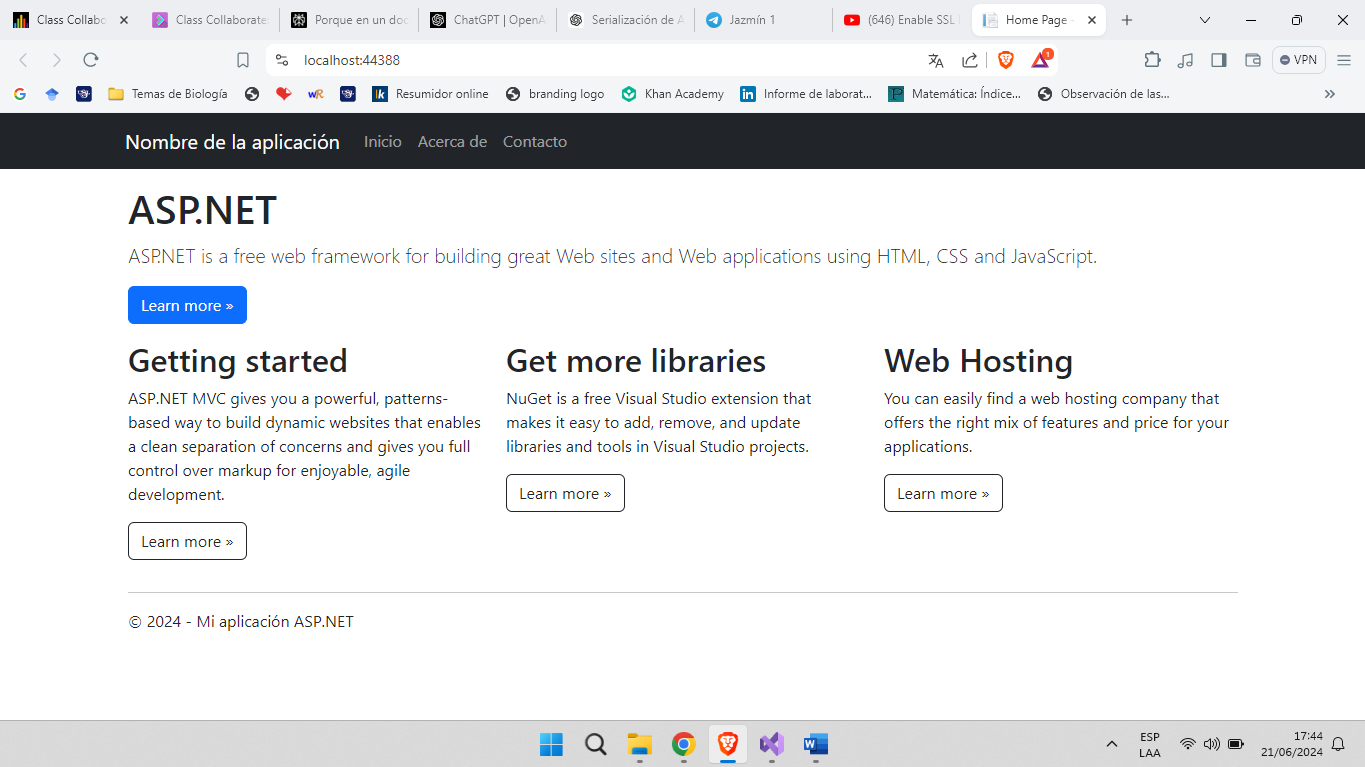 Class Collabo
Class Collaborate
Porque en un doc
ChatGPT | OpenA
Serialización de A
Jazmín 1
(646) Enable SSL
Home Page -
localhost:44388
1
VPN
Temas de Biología
wR
Resumidor online
branding logo
Khan Academy
Informe de laborat...
Matemática: Índice...
Observación de las...
»
Nombre de la aplicación Inicio Acerca de Contacto
ASP.NET
ASP.NET is a free web framework for building great Web sites and Web applications using HTML, CSS and JavaScript.
Learn more »
Getting started
ASP.NET MVC gives you a powerful, patterns-
based way to build dynamic websites that enables
a clean separation of concerns and gives you full
control over markup for enjoyable, agile
development.
Learn more »
Get more libraries
NuGet is a free Visual Studio extension that
makes it easy to add, remove, and update
libraries and tools in Visual Studio projects.
Learn more »
Web Hosting
You can easily find a web hosting company that
offers the right mix of features and price for your
applications.
Learn more »
© 2024 - Mi aplicación ASP.NET
ESP
LAA
17:44
21/06/2024